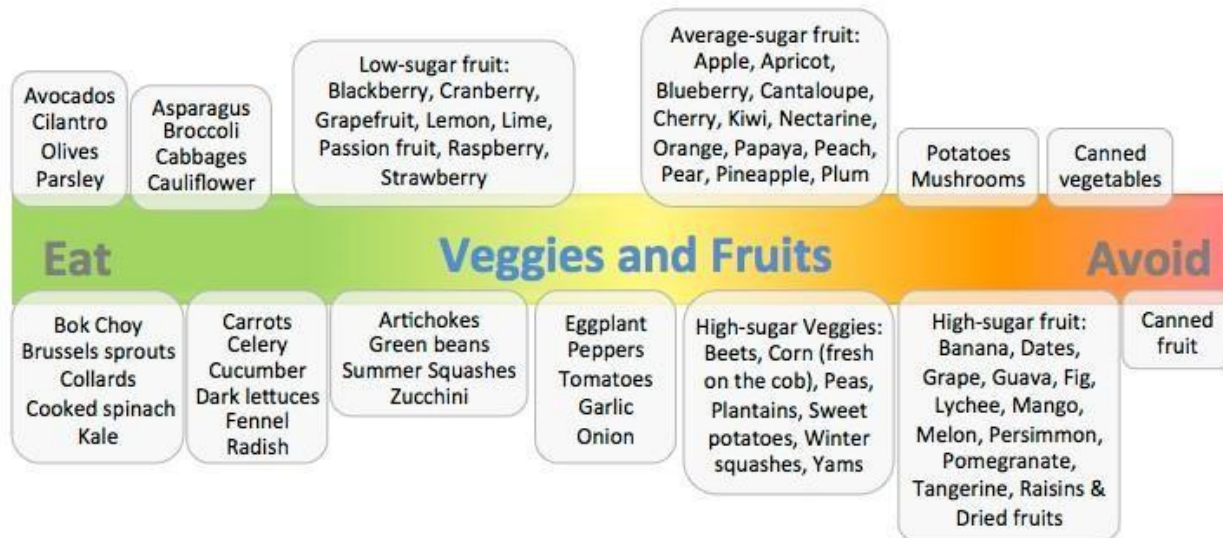 Avocados
Cilantro
Olives
Parsley
Asparagus
Broccoli
Cabbages
Cauliflower
Low-sugar fruit:
Blackberry, Cranberry,
Grapefruit, Lemon, Lime,
Passion fruit, Raspberry,
Strawberry
Average-sugar fruit:
Apple, Apricot,
Blueberry, Cantaloupe,
Cherry, Kiwi, Nectarine,
Orange, Papaya, Peach,
Pear, Pineapple, Plum
Potatoes
Mushrooms
Canned
vegetables
Eat
Veggies and Fruits
Avoid
Bok Choy
Brussels sprouts
Collards
Cooked spinach
Kale
Carrots
Celery
Cucumber
Dark lettuces
Fennel
Radish
Artichokes
Green beans
Summer Squashes
Zucchini
Eggplant
Peppers
Tomatoes
Garlic
Onion
High-sugar Veggies:
Beets, Corn (fresh
on the cob), Peas,
Plantains, Sweet
potatoes, Winter
squashes, Yams
High-sugar fruit:
Banana, Dates,
Grape, Guava, Fig,
Lychee, Mango,
Melon, Persimmon,
Pomegranate,
Tangerine, Raisins &
Dried fruits
Canned
fruit